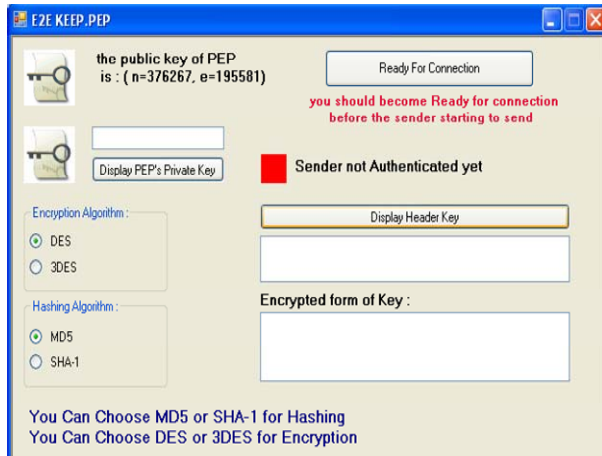 E2E KEEP.PEP
the public key of PEP
is : ( n=376267, e=195581)
Ready For Connection
you should become Ready for connection
before the sender starting to send
Display PEP's Private Key
Sender not Authenticated yet
Encryption Algorithm :
DES
3DES
Display Header Key
Hashing Algorithm :
MD5
SHA-1
Encrypted form of Key :
You Can Choose MD5 or SHA-1 for Hashing
You Can Choose DES or 3DES for Encryption